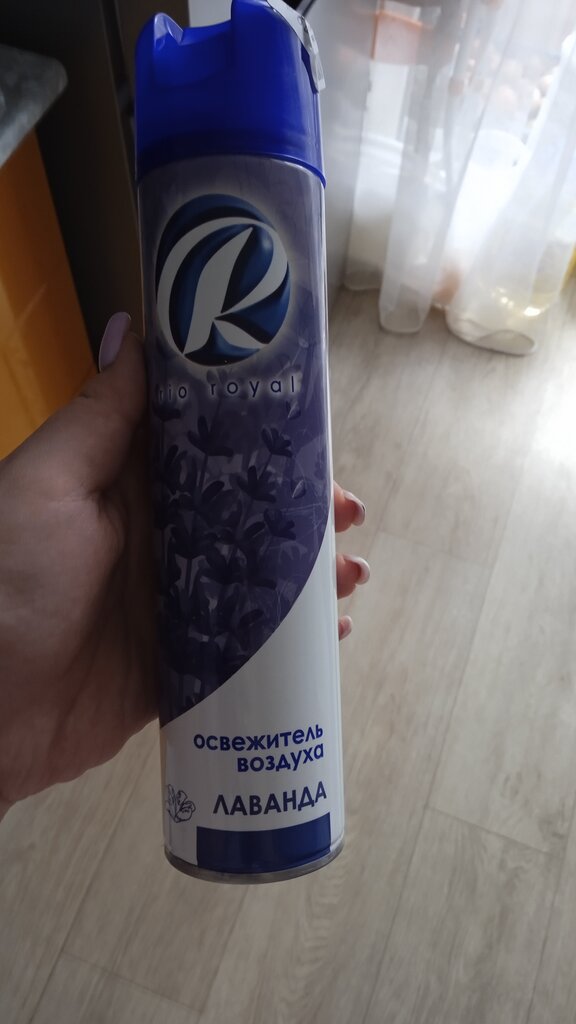 R
rio royal
освежитель
воздуха
ЛАВАНДА